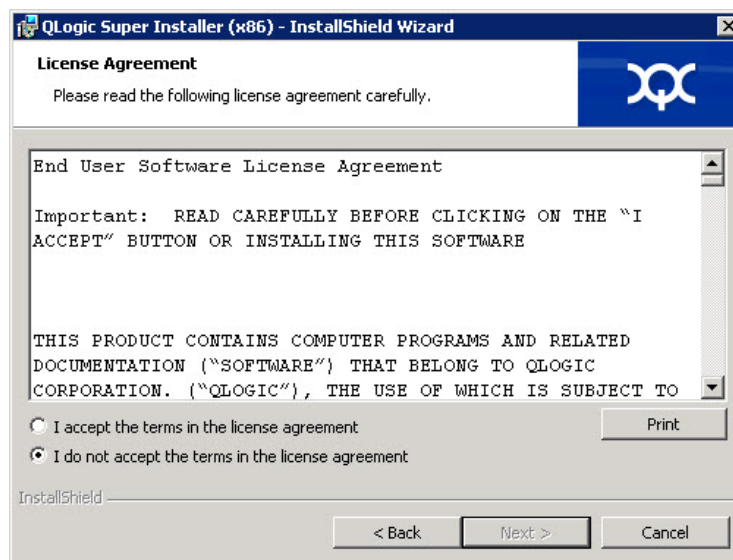 QLogic Super Installer (x86) - InstallShield Wizard
License Agreement
Please read the following license agreement carefully.
End User Software License Agreement
Important:  READ CAREFULLY BEFORE CLICKING ON THE “I
ACCEPT” BUTTON OR INSTALLING THIS SOFTWARE
THIS PRODUCT CONTAINS COMPUTER PROGRAMS AND RELATED
DOCUMENTATION (“SOFTWARE”) THAT BELONG TO QLOGIC
CORPORATION. (“QLOGIC”), THE USE OF WHICH IS SUBJECT TO
I accept the terms in the license agreement
Print
I do not accept the terms in the license agreement
InstallShield
< Back
Next >
Cancel